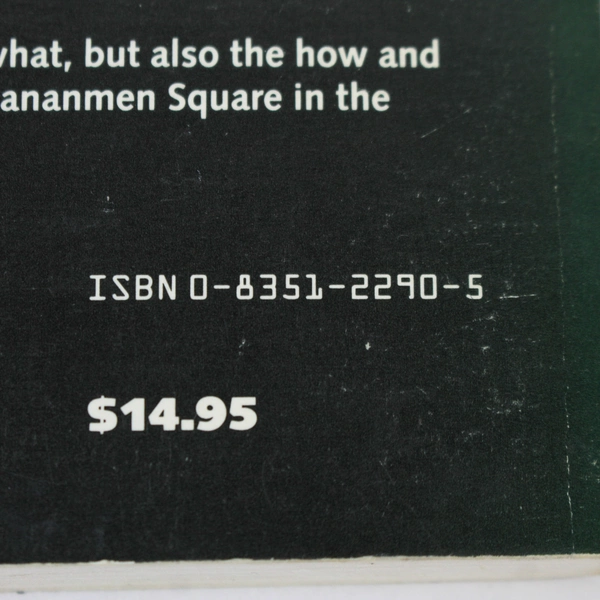 what, but also the how and
ananmen Square in the
ISBN 0-8351-2290-5
$14.95